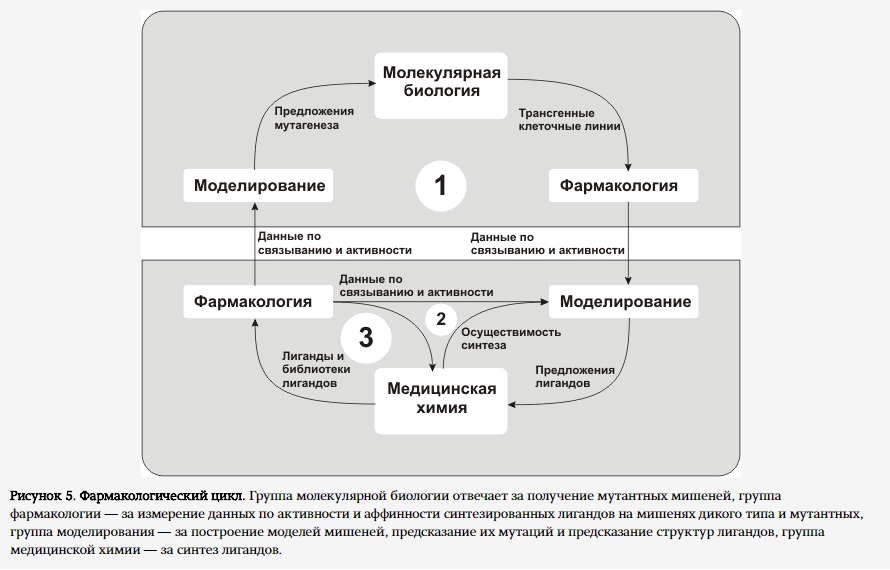 Молекулярная
биология
Предложения
мутагенеза
Трансгенные
клеточные линии
Моделирование
1
Фармакология
Данные по
связыванию и активности
Данные по
связыванию и активности
Данные по
связыванию и активности
Фармакология
Моделирование
2
3
Осуществимость
синтеза
Лиганды и
библиотеки
лигандов
Предложения
лигандов
Медицинская
химия
Рисунок 5. Фармакологический цикл. Группа молекулярной биологии отвечает за получение мутантных мишеней, группа
фармакологии — за измерение данных по активности и аффинности синтезированных лигандов на мишенях дикого типа и мутантных,
группа моделирования — за построение моделей мишеней, предсказание их мутаций и предсказание структур лигандов, группа
медицинской химии — за синтез лигандов.